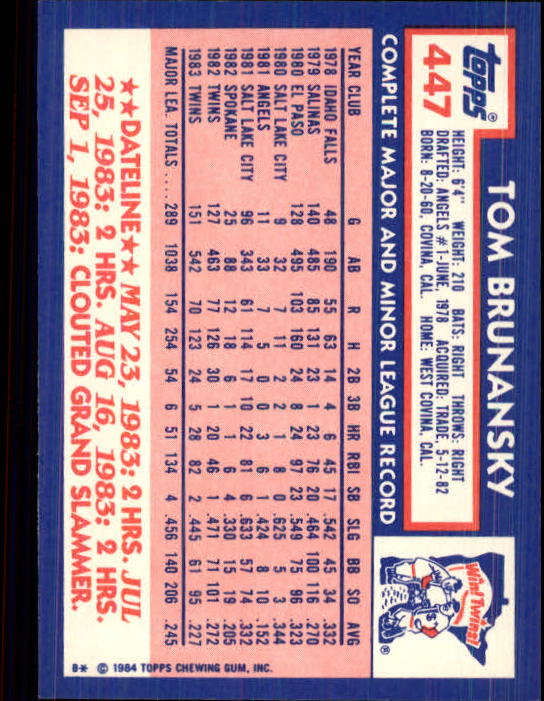 Topps®
447
TOM BRUNANSKY
HEIGHT: 6'4" WEIGHT: 210 BATS: RIGHT THROWS: RIGHT
DRAFTED: ANGELS #1-JUNE, 1978 ACQUIRED: TRADE, 5-12-82
BORN: 8-20-60, COVINA, CAL. HOME: WEST COVINA, CAL.
Win! Twins!
®
COMPLETE MAJOR AND MINOR LEAGUE RECORD
YEAR CLUB G AB R H 2B 3B HR RBI SB SLG BB SO AVG
1978 IDAHO FALLS 48 190 55 63 14 4 6 45 17 .542 45 34 .332
1979 SALINAS 140 485 85 131 23 1 23 76 20 .464 100 116 .270
1980 EL PASO 128 495 103 160 24 8 24 97 23 .549 75 96 .323
1980 SALT LAKE CITY 9 32 7 11 2 2 1 8 0 .625 5 3 .344
1981 ANGELS 11 33 7 5 0 0 3 6 1 .424 8 10 .152
1981 SALT LAKE CITY 96 343 61 114 17 10 22 81 6 .633 57 74 .332
1982 SPOKANE 25 88 12 18 6 1 1 6 4 .330 15 19 .205
1982 TWINS 127 463 77 126 30 1 20 46 1 .471 71 101 .272
1983 TWINS 151 542 70 123 24 5 28 82 2 .445 61 95 .227
MAJOR LEA. TOTALS .... 289 1038 154 254 54 6 51 134 4 .456 140 206 .245
★★DATELINE★★ MAY 23, 1983: 2 HRS. JUL
25, 1983: 2 HRS. AUG 16, 1983: 2 HRS.
SEP 1, 1983: CLOUTED GRAND SLAMMER.
B* © 1984 TOPPS CHEWING GUM, INC.